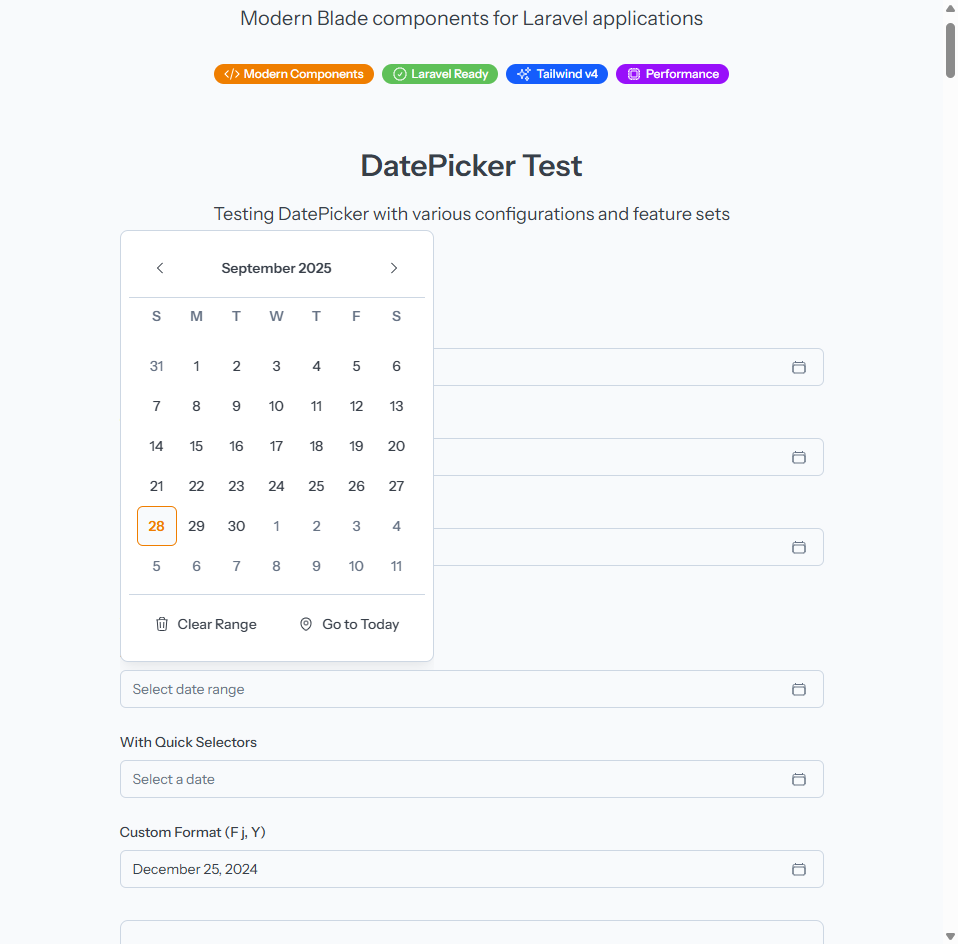 Modern Blade components for Laravel applications
</> Modern Components Laravel Ready Tailwind v4 Performance
DatePicker Test
Testing DatePicker with various configurations and feature sets
September 2025
S M T W T F S
31 1 2 3 4 5 6
7 8 9 10 11 12 13
14 15 16 17 18 19 20
21 22 23 24 25 26 27
28 29 30 1 2 3 4
5 6 7 8 9 10 11
Clear Range Go to Today
Select date range
With Quick Selectors
Select a date
Custom Format (F j, Y)
December 25, 2024